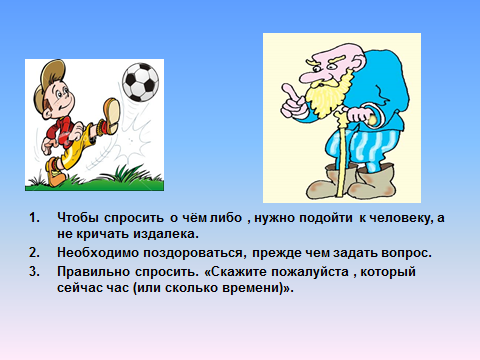 1. Чтобы спросить о чём либо , нужно подойти к человеку, а
не кричать издалека.
2. Необходимо поздороваться, прежде чем задать вопрос.
3. Правильно спросить. «Скажите пожалуйста , который
сейчас час (или сколько времени)».